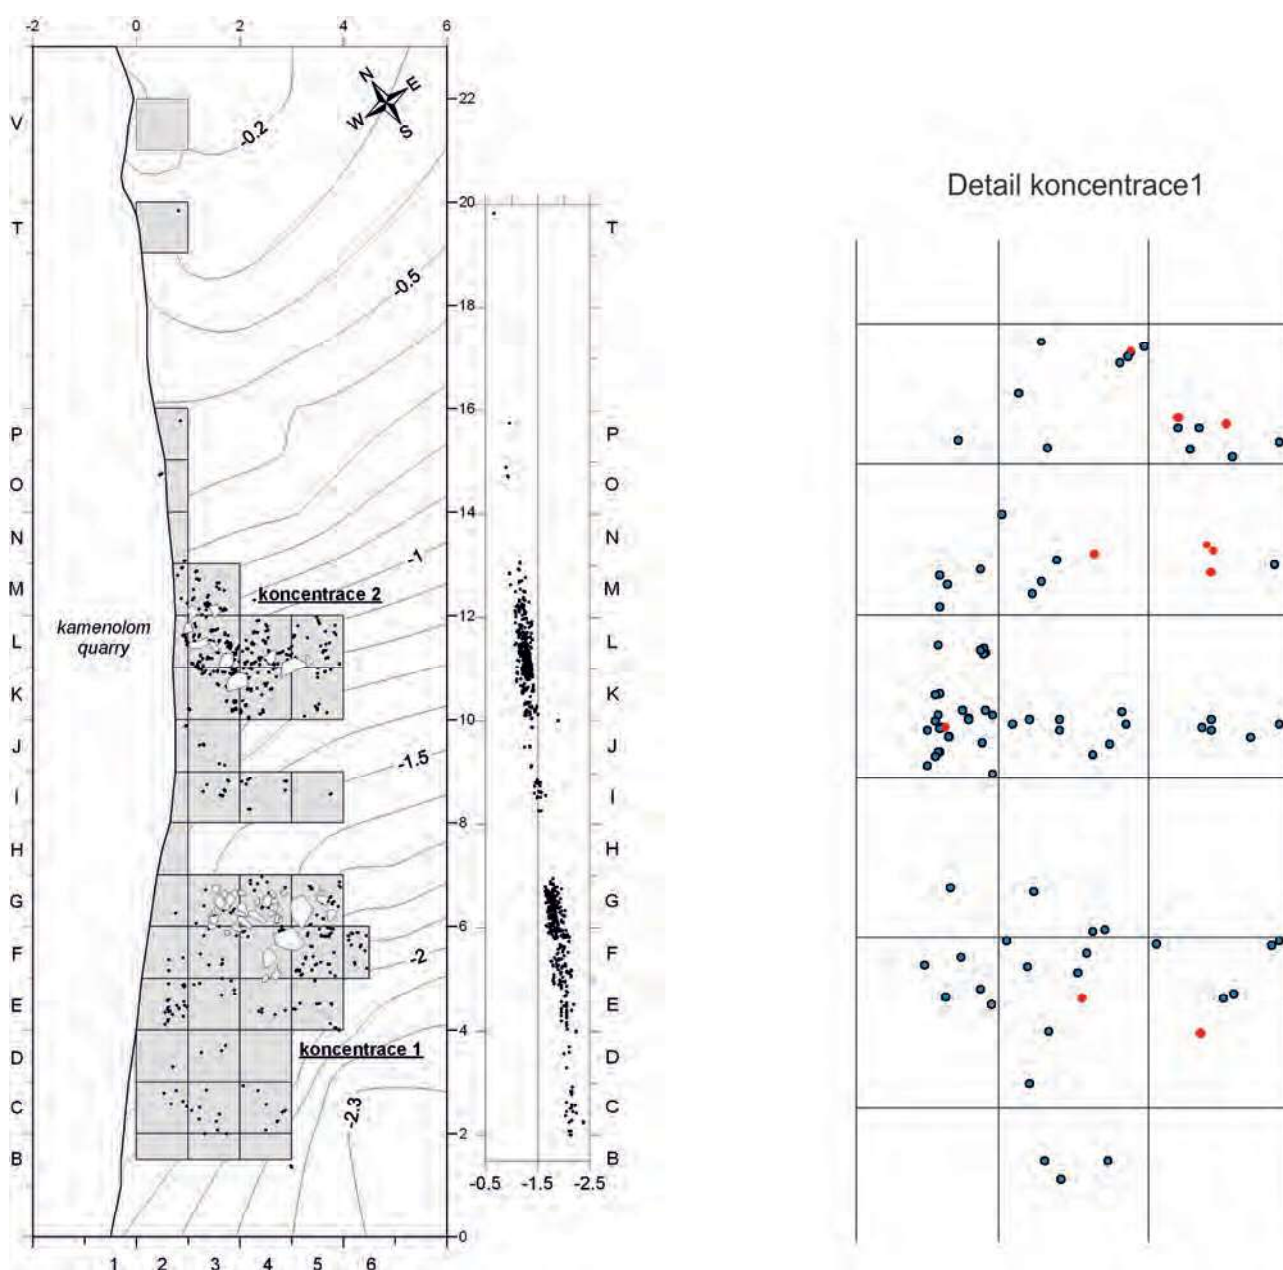 -2 0 2 4 6
N
E
W
S
22
V
-0.2
Detail koncentrace1
20
T T
-0.5
18
16
P P
O O
14
N N
-1
M koncentrace 2 M
12
kamenolom
quarry
L L
K K
10
J J
-1.5
I I
8
H H
G G
6
F F
-2
E E
4
koncentrace 1
D D
C C
-2.3
2
B B
-0.5 -1.5 -2.5
0
1 2 3 4 5 6